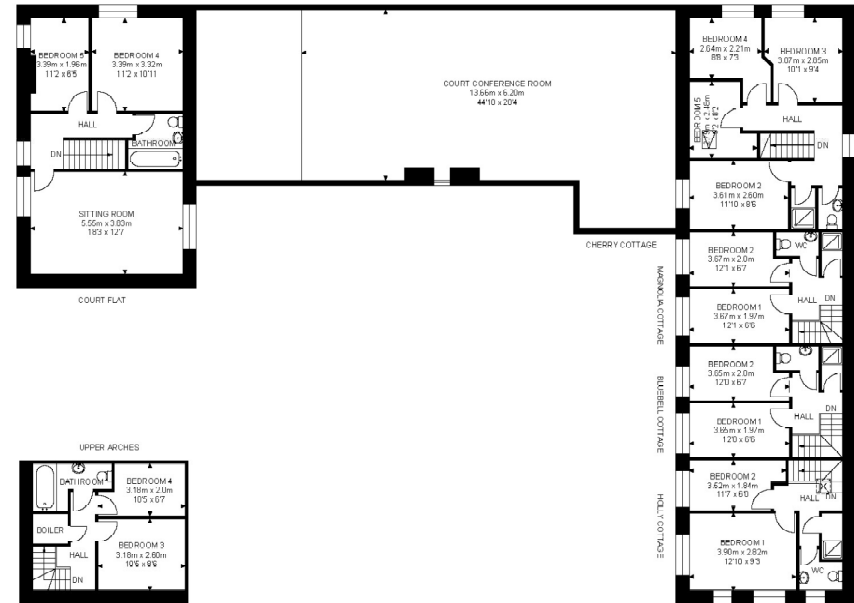 BEDROOM 5
3.39m x 1.96m
11'2 x 6'5
BEDROOM 4
3.39m x 3.32m
11'2 x 10'11
HALL
DN
BATHROOM
SITTING ROOM
5.55m x 3.83m
18'3 x 12'7
COURT FLAT
COURT CONFERENCE ROOM
13.66m x 6.20m
44'10 x 20'4
BEDROOM 4
2.64m x 2.21m
8'8 x 7'3
BEDROOM 3
3.07m x 2.85m
10'1 x 9'4
BEDROOM 5
HALL
DN
BEDROOM 2
3.61m x 2.60m
11'10 x 8'6
CHERRY COTTAGE
BEDROOM 2
3.67m x 2.0m
12'1 x 6'7
WC
MAGNOLIA COTTAGE
HALL
DN
BEDROOM 1
3.67m x 1.97m
12'1 x 6'6
BEDROOM 2
3.65m x 2.0m
12'0 x 6'7
BLUEBELL COTTAGE
HALL
DN
BEDROOM 1
3.65m x 1.97m
12'0 x 6'6
BEDROOM 2
3.52m x 1.84m
11'7 x 6'0
HALL
DN
HOLLY COTTAGE
BEDROOM 1
3.90m x 2.82m
12'10 x 9'3
WC
UPPER ARCHES
BATHROOM
BEDROOM 4
3.18m x 2.0m
10'5 x 6'7
BOILER
HALL
DN
BEDROOM 3
3.18m x 2.60m
10'5 x 8'6